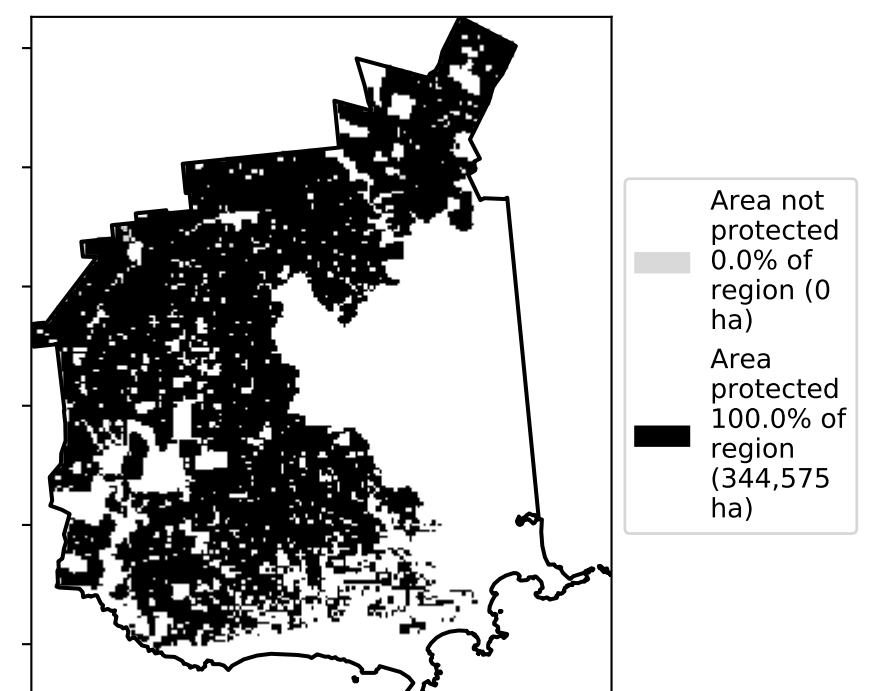 Area not
protected
0.0% of
region (0
ha)
Area
protected
100.0% of
region
(344,575
ha)